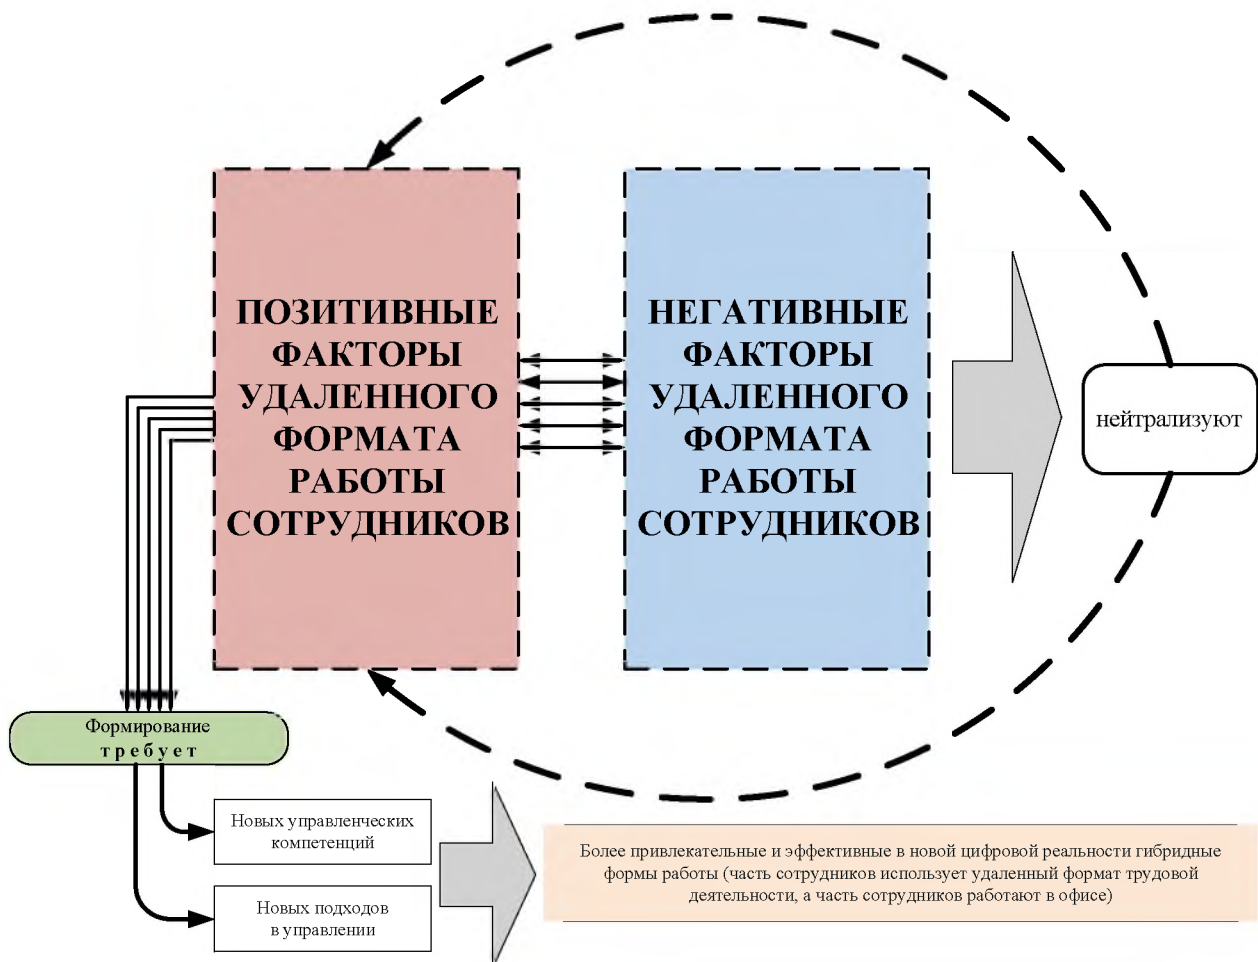 ПОЗИТИВНЫЕ
ФАКТОРЫ
УДАЛЕННОГО
ФОРМАТА
РАБОТЫ
СОТРУДНИКОВ
НЕГАТИВНЫЕ
ФАКТОРЫ
УДАЛЕННОГО
ФОРМАТА
РАБОТЫ
СОТРУДНИКОВ
нейтрализуют
Формирование
требует
Новых управленческих
компетенций
Новых подходов
в управлении
Более привлекательные и эффективные в новой цифровой реальности гибридные
формы работы (часть сотрудников использует удаленный формат трудовой
деятельности, а часть сотрудников работают в офисе)